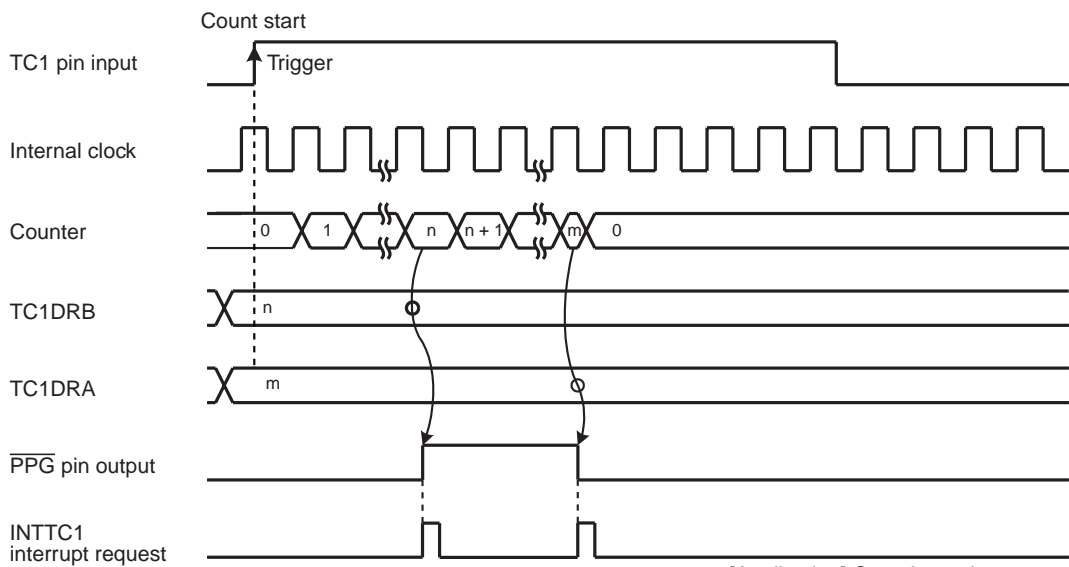 Count start
TC1 pin input
Trigger
Internal clock
Counter
0 1 n n + 1 m 0
TC1DRB
n
TC1DRA
m
PPG pin output
INTTC1
interrupt request